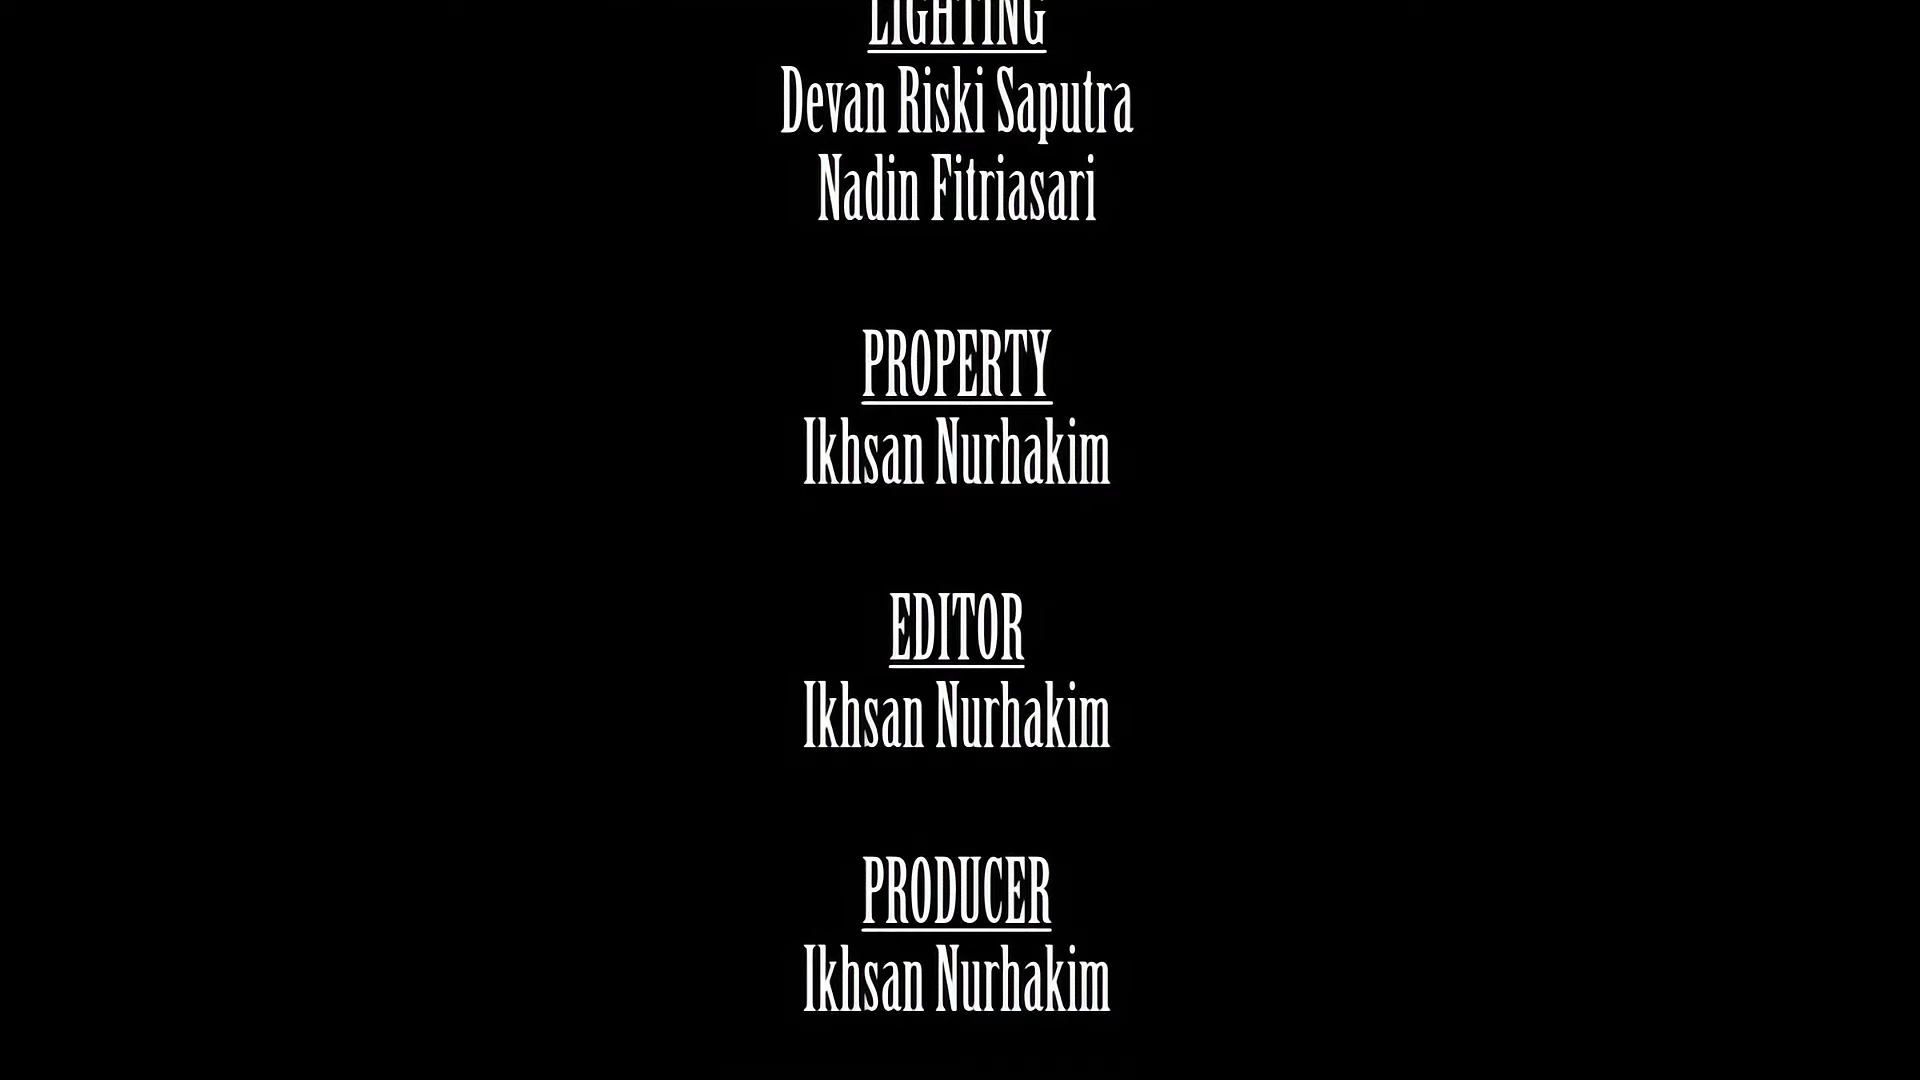 LIGHTING
Devan Riski Saputra
Nadin Fitriasari
PROPERTY
Ikhsan Nurhakim
EDITOR
Ikhsan Nurhakim
PRODUCER
Ikhsan Nurhakim